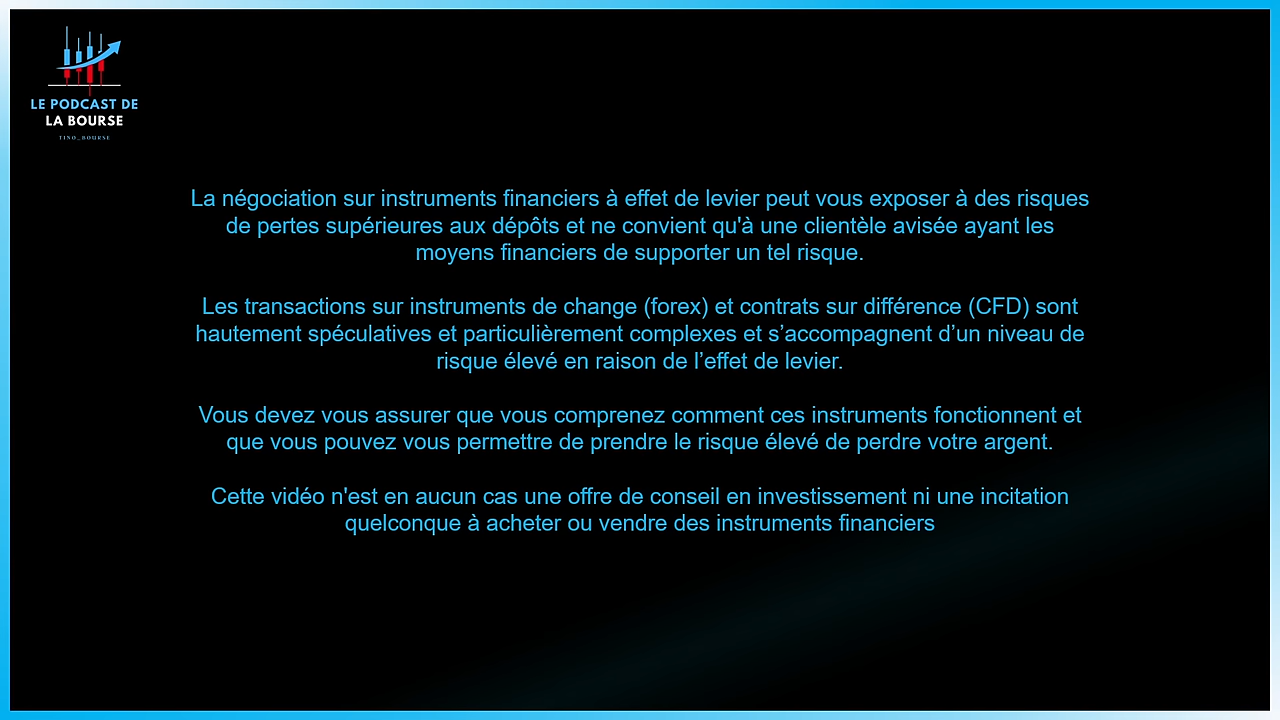 LE PODCAST DE
LA BOURSE
TINO_BOURSE
La négociation sur instruments financiers à effet de levier peut vous exposer à des risques
de pertes supérieures aux dépôts et ne convient qu'à une clientèle avisée ayant les
moyens financiers de supporter un tel risque.
Les transactions sur instruments de change (forex) et contrats sur différence (CFD) sont
hautement spéculatives et particulièrement complexes et s’accompagnent d’un niveau de
risque élevé en raison de l’effet de levier.
Vous devez vous assurer que vous comprenez comment ces instruments fonctionnent et
que vous pouvez vous permettre de prendre le risque élevé de perdre votre argent.
Cette vidéo n'est en aucun cas une offre de conseil en investissement ni une incitation
quelconque à acheter ou vendre des instruments financiers